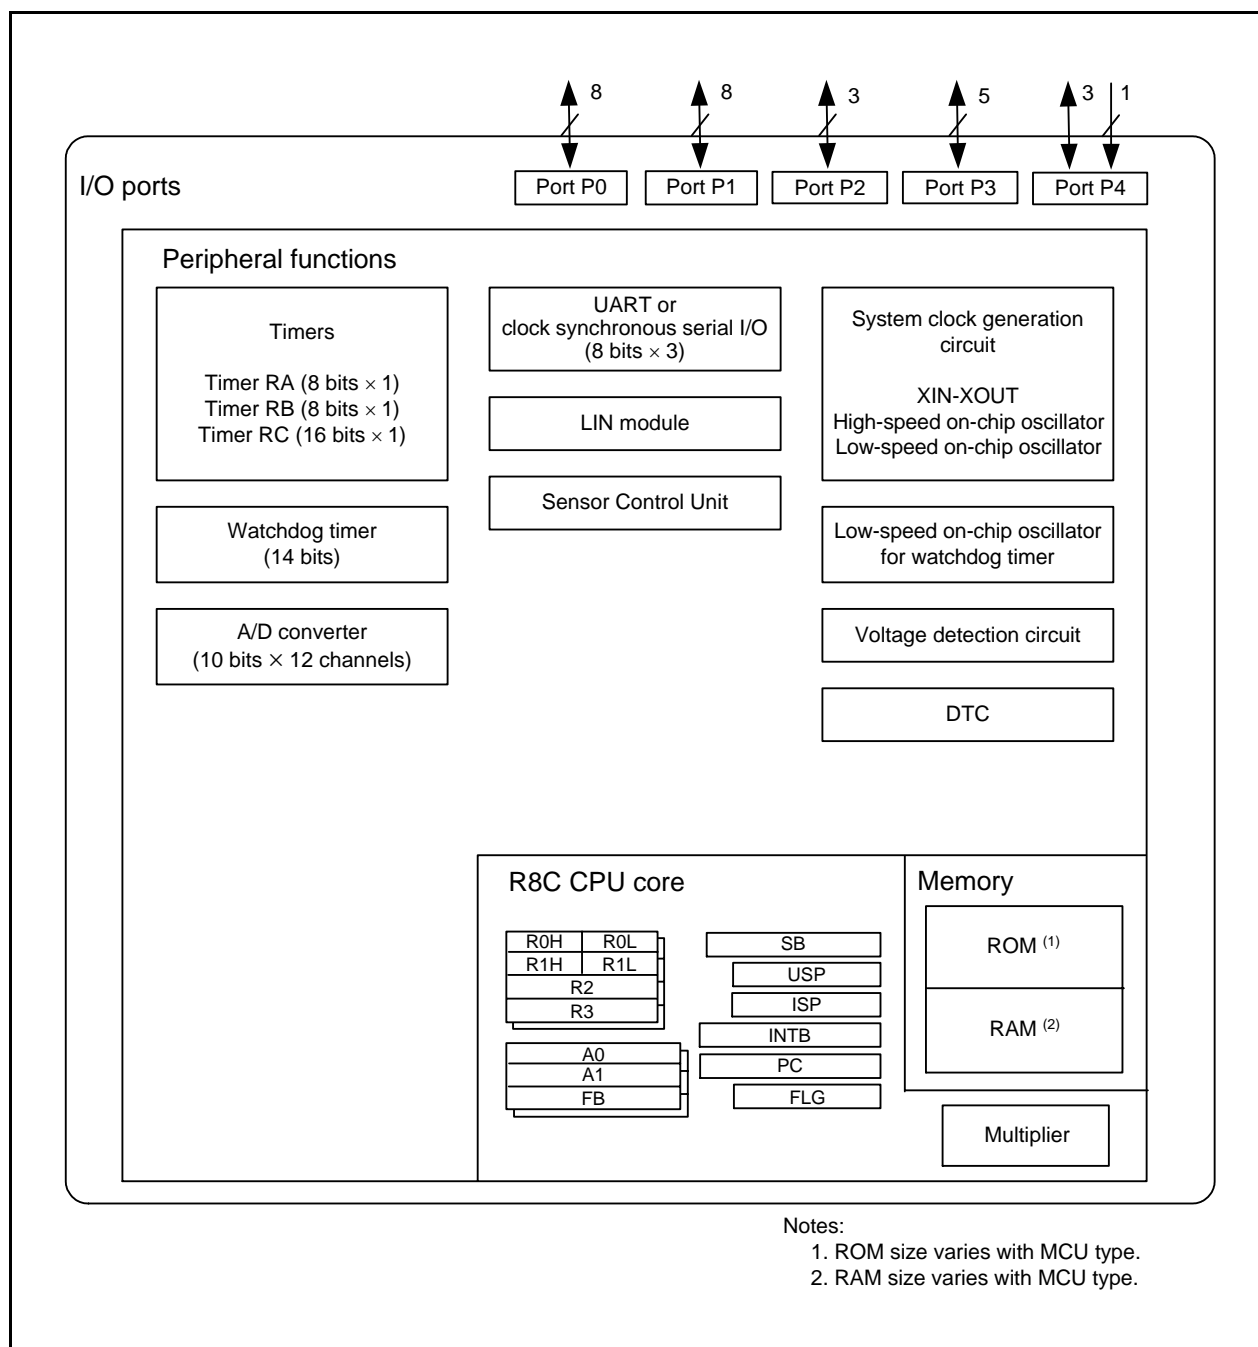 8 8 3 5 3 1
I/O ports
Port P0 Port P1 Port P2 Port P3 Port P4
Peripheral functions
Timers
Timer RA (8 bits × 1)
Timer RB (8 bits × 1)
Timer RC (16 bits × 1)
Watchdog timer
(14 bits)
A/D converter
(10 bits × 12 channels)
UART or
clock synchronous serial I/O
(8 bits × 3)
LIN module
Sensor Control Unit
System clock generation
circuit
XIN-XOUT
High-speed on-chip oscillator
Low-speed on-chip oscillator
Low-speed on-chip oscillator
for watchdog timer
Voltage detection circuit
DTC
R8C CPU core
R0H R0L
R1H R1L
R2
R3
A0
A1
FB
SB
USP
ISP
INTB
PC
FLG
Memory
ROM (1)
RAM (2)
Multiplier
Notes:
1. ROM size varies with MCU type.
2. RAM size varies with MCU type.